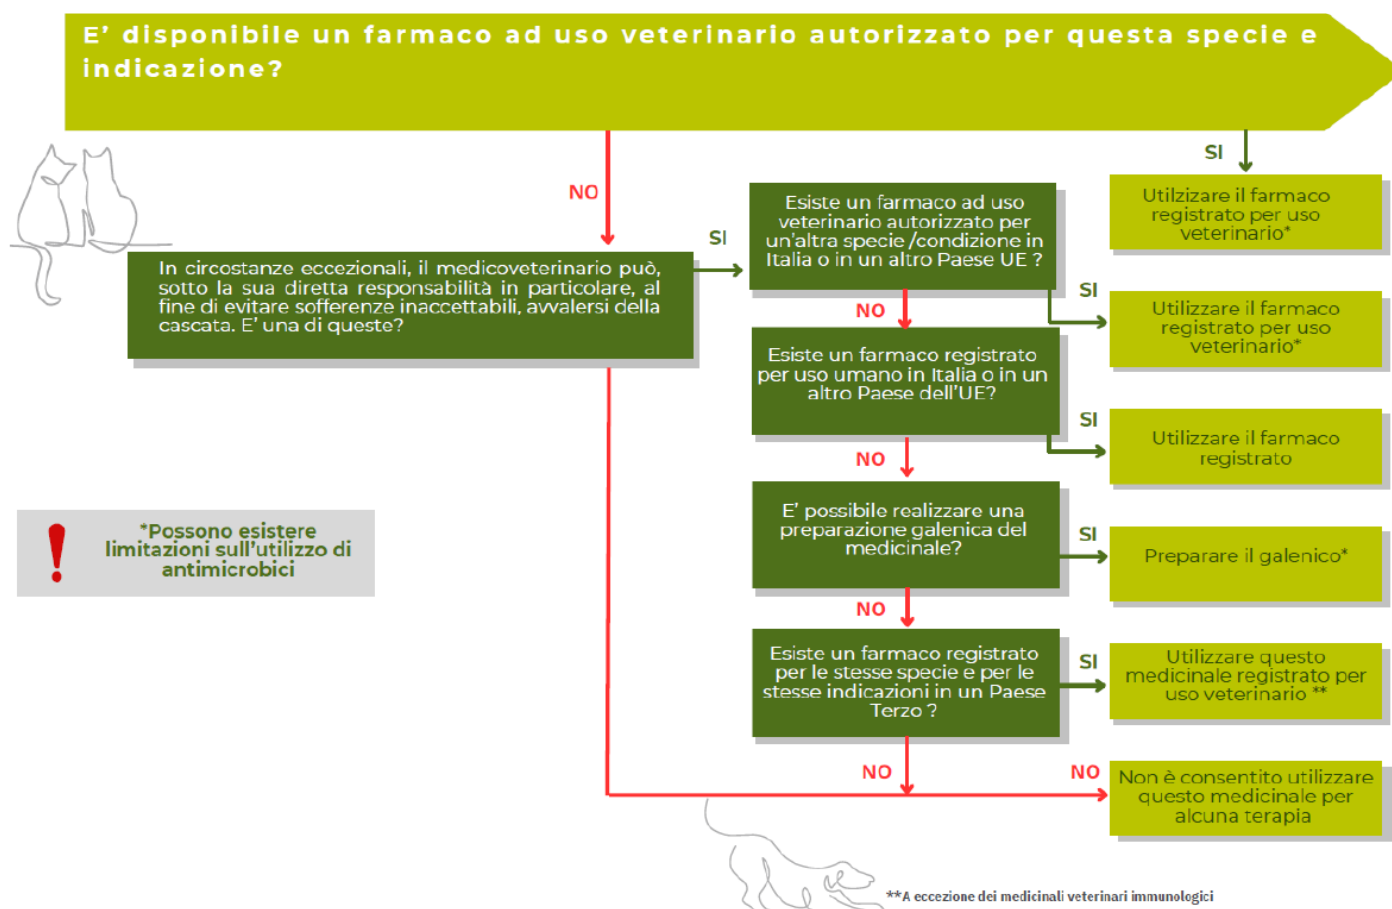 E' disponibile un farmaco ad uso veterinario autorizzato per questa specie e
indicazione?
SI
NO
Utilzizare il farmaco
registrato per uso
veterinario*
Esiste un farmaco ad uso
veterinario autorizzato per
un'altra specie /condizione in
Italia o in un altro Paese UE ?
SI
In circostanze eccezionali, il medicoveterinario può,
sotto la sua diretta responsabilità in particolare, al
fine di evitare sofferenze inaccettabili, avvalersi della
cascata. E' una di queste?
SI
NO
Utilizzare il farmaco
registrato per uso
veterinario*
Esiste un farmaco registrato
per uso umano in Italia o in un
altro Paese dell'UE?
SI
NO
Utilizzare il farmaco
registrato
E' possibile realizzare una
preparazione galenica del
medicinale?
SI
NO
Preparare il galenico*
*Possono esistere
limitazioni sull'utilizzo di
antimicrobici
Esiste un farmaco registrato
per le stesse specie e per le
stesse indicazioni in un Paese
Terzo ?
SI
Utilizzare questo
medicinale registrato per
uso veterinario **
NO
NO
Non è consentito utilizzare
questo medicinale per
alcuna terapia
**A eccezione dei medicinali veterinari immunologici